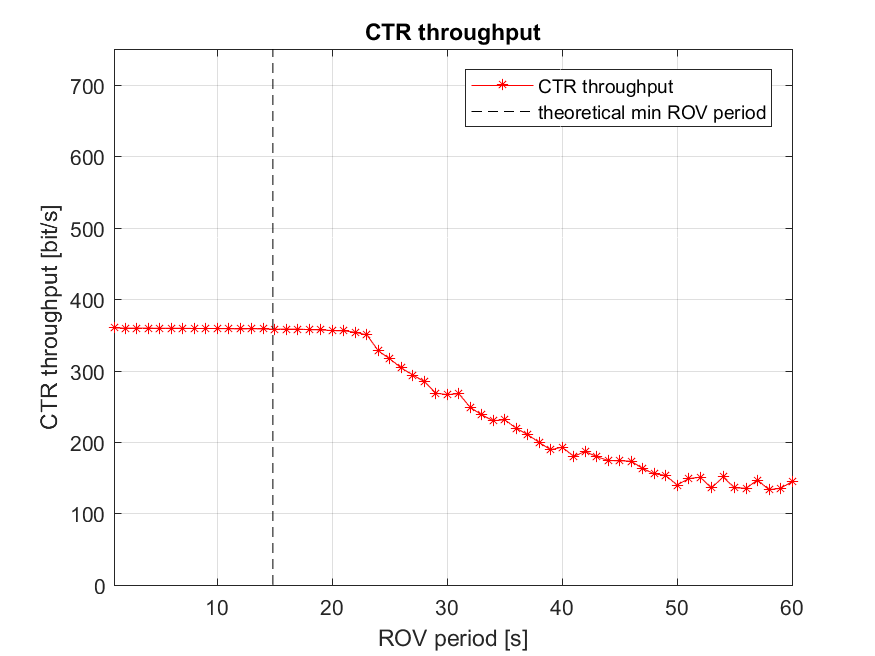 CTR throughput
CTR throughput
theoretical min ROV period
CTR throughput [bit/s]
700
600
500
400
300
200
100
0
10
20
30
40
50
60
ROV period [s]